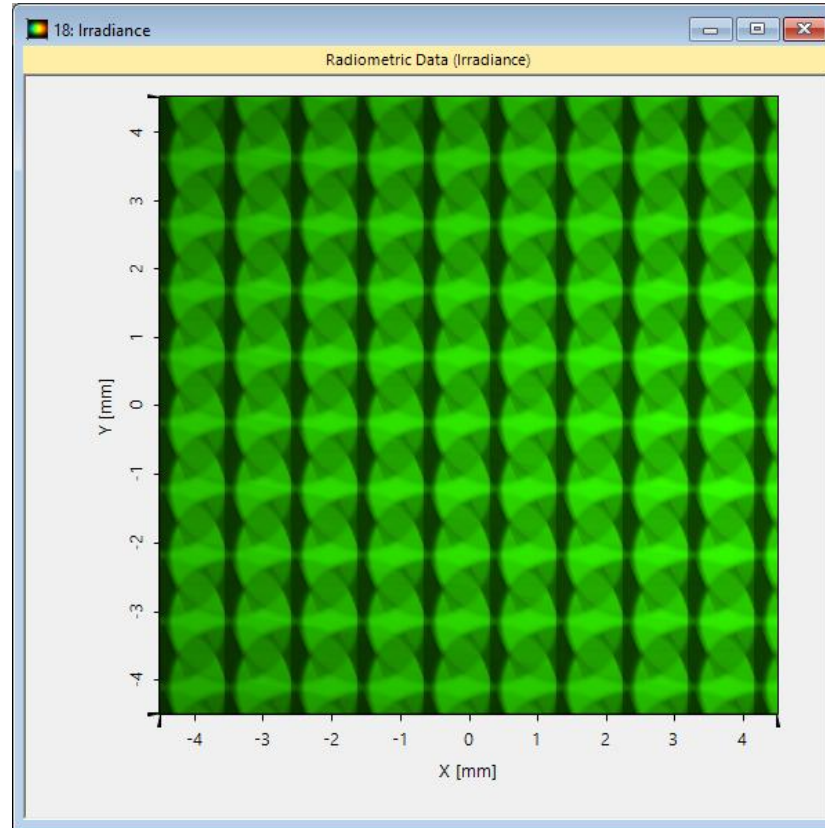 18: Irradiance
Radiometric Data (Irradiance)
4
3
2
1
0
-1
-2
-3
-4
Y [mm]
-4 -3 -2 -1 0 1 2 3 4
X [mm]